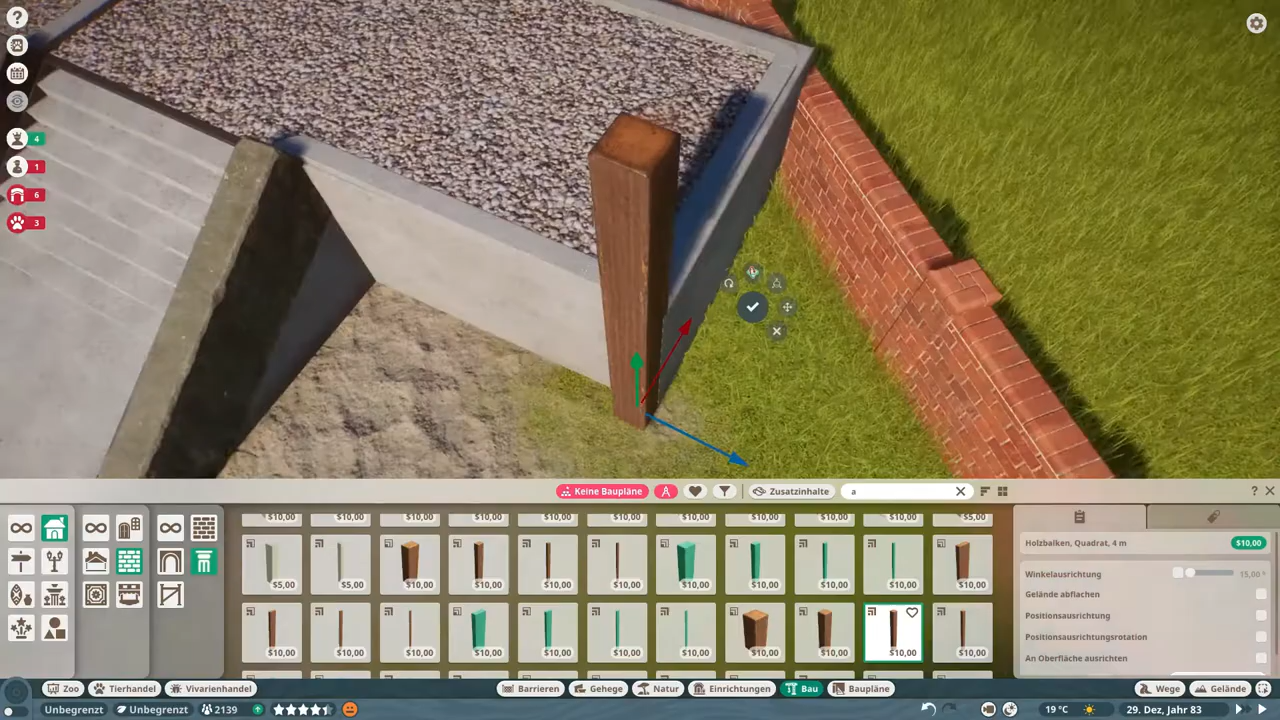 ?
4
1
6
3
Keine Baupläne
Zusatzinhalte
a
?
$10,00 $10,00 $10,00 $10,00 $10,00 $10,00 $10,00 $10,00 $10,00 $10,00 $5,00
$5,00 $5,00 $10,00 $10,00 $10,00 $10,00 $10,00 $10,00 $10,00 $10,00 $10,00
$10,00 $10,00 $10,00 $10,00 $10,00 $10,00 $10,00 $10,00 $10,00 $10,00 $10,00
Holzbalken, Quadrat, 4 m $10,00
Winkelausrichtung 15,00 °
Gelände abflachen
Positionsausrichtung
Positionsausrichtungsrotation
An Oberfläche ausrichten
Zoo Tierhandel Vivarienhandel Barrieren Gehege Natur Einrichtungen Bau Baupläne Wege Gelände
Unbegrenzt Unbegrenzt 2139 19 °C 29. Dez, Jahr 83